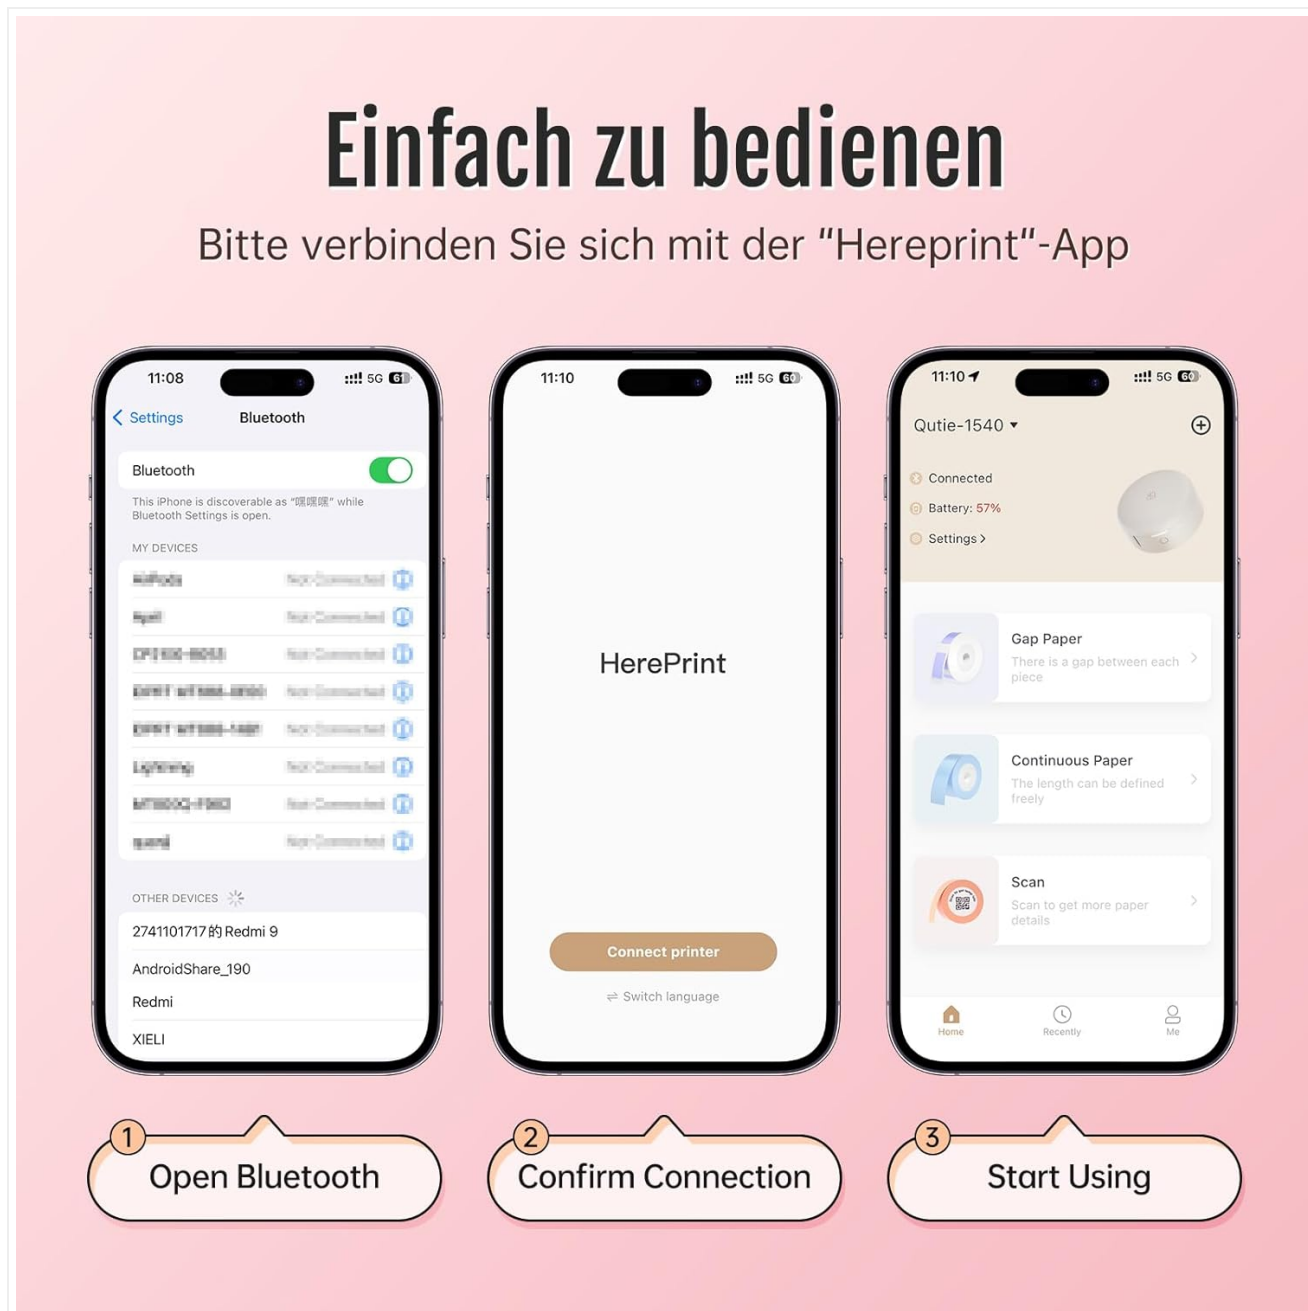 Einfach zu bedienen
Bitte verbinden Sie sich mit der "Hereprint"-App
11:08
5G 61
Settings
Bluetooth
Bluetooth
This iPhone is discoverable as "嘿嘿嘿" while
Bluetooth Settings is open.
MY DEVICES
OTHER DEVICES
2741101717的 Redmi 9
AndroidShare_190
Redmi
XIELI
11:10
5G 60
HerePrint
Connect printer
Switch language
11:10
5G 60
Qutie-1540
Connected
Battery: 57%
Settings >
Gap Paper
There is a gap between each
piece
Continuous Paper
The length can be defined
freely
Scan
Scan to get more paper
details
Home
Recently
Me
1
Open Bluetooth
2
Confirm Connection
3
Start Using